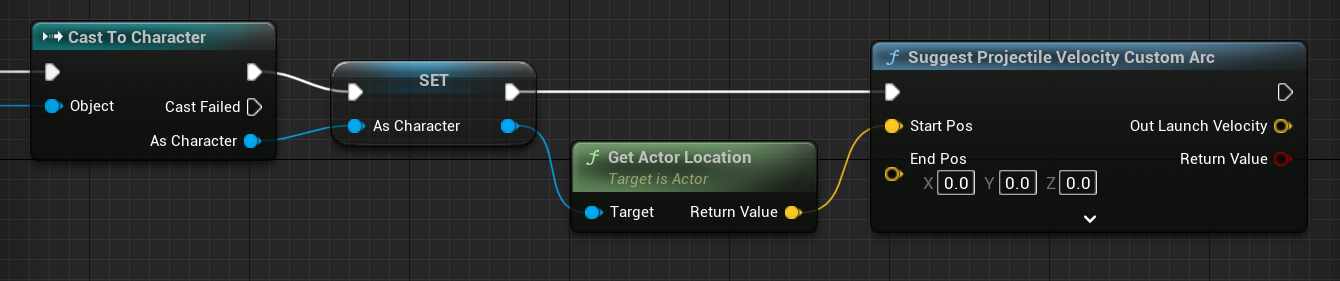 Cast To Character
Object
Cast Failed
As Character
SET
As Character
f Get Actor Location
Target is Actor
Target
Return Value
f Suggest Projectile Velocity Custom Arc
Start Pos
Out Launch Velocity
End Pos
Return Value
X 0.0 Y 0.0 Z 0.0